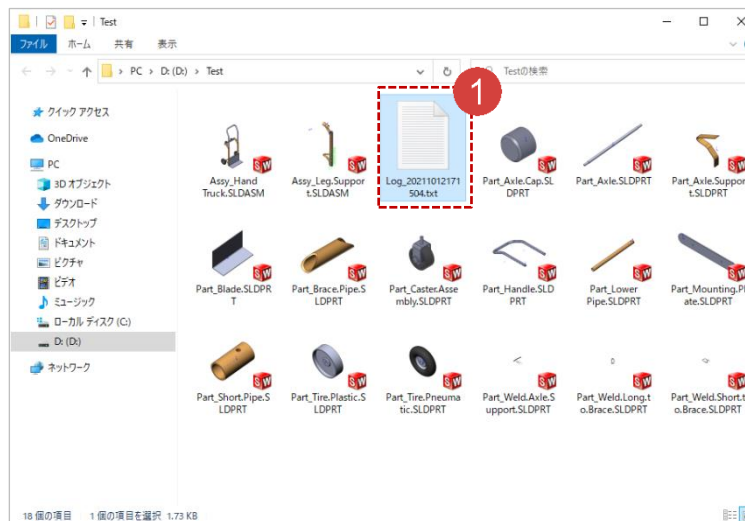 Test
ファイル ホーム 共有 表示
PC > D: (D:) > Test
Testの検索
1
クイック アクセス
OneDrive
PC
3D オブジェクト
ダウンロード
デスクトップ
ドキュメント
ピクチャ
ビデオ
ミュージック
ローカル ディスク (C:)
D: (D:)
ネットワーク
Assy_Hand
Truck.SLDASM
Assy_Leg.Suppor
t.SLDASM
Log_20211012171
504.txt
Part_Axle.Cap.SL
DPRT
Part_Axle.SLDPRT
Part_Axle.Suppor
t.SLDPRT
Part_Blade.SLDPR
T
Part_Brace.Pipe.S
LDPRT
Part_Caster.Asse
mbly.SLDPRT
Part_Handle.SLD
PRT
Part_Lower
Pipe.SLDPRT
Part_Mounting.Pl
ate.SLDPRT
Part_Short.Pipe.S
LDPRT
Part_Tire.Plastic.S
LDPRT
Part_Tire.Pneuma
tic.SLDPRT
Part_Weld.Axle.S
upport.SLDPRT
Part_Weld.Long.t
o.Brace.SLDPRT
Part_Weld.Short.t
o.Brace.SLDPRT
18 個の項目 1 個の項目を選択 1.73 KB